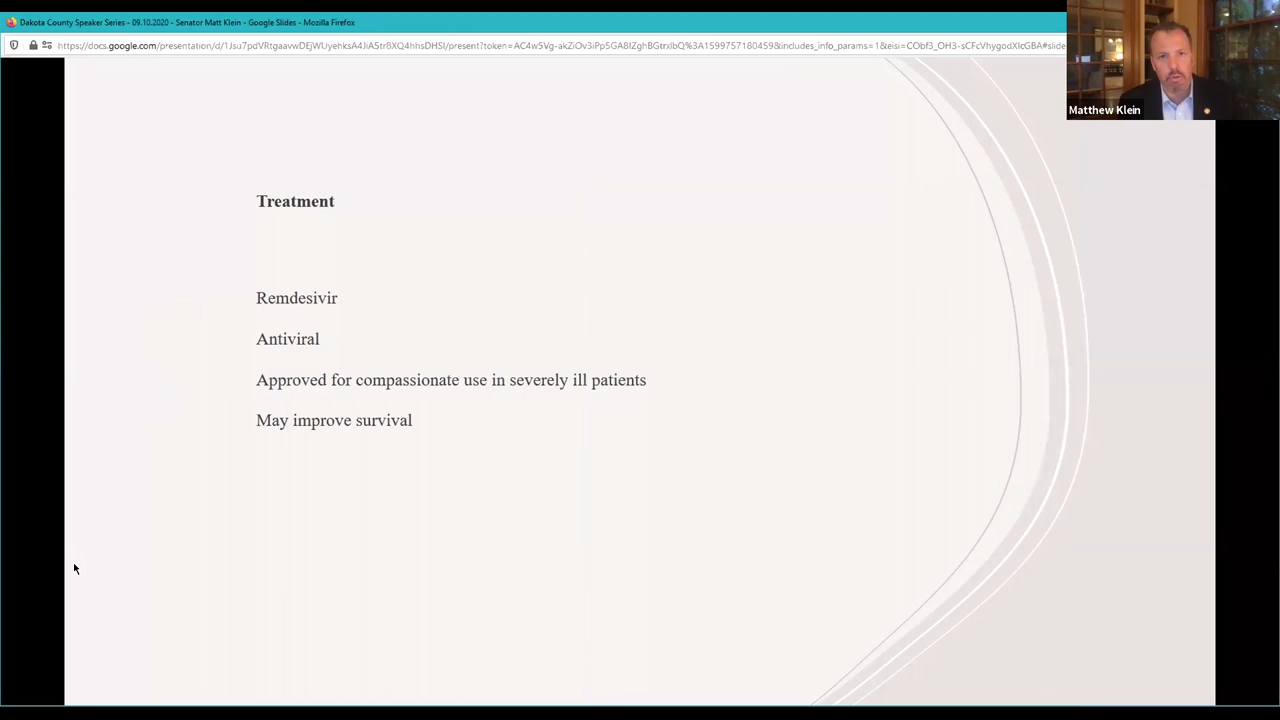 Dakota County Speaker Series - 09.10.2020 - Senator Matt Klein - Google Slides - Mozilla Firefox
Matthew Klein
Treatment
Remdesivir
Antiviral
Approved for compassionate use in severely ill patients
May improve survival